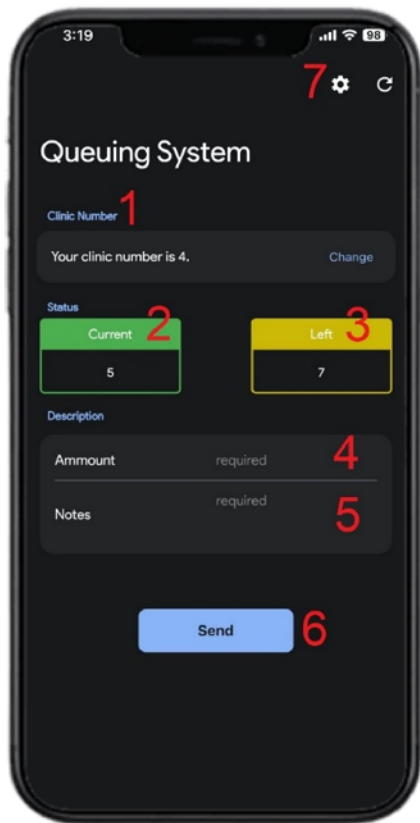 3:19 98
7
Queuing System
Clinic Number 1
Your clinic number is 4. Change
Status
Current 2 Left 3
5 7
Description
Ammount required 4
Notes required 5
Send 6